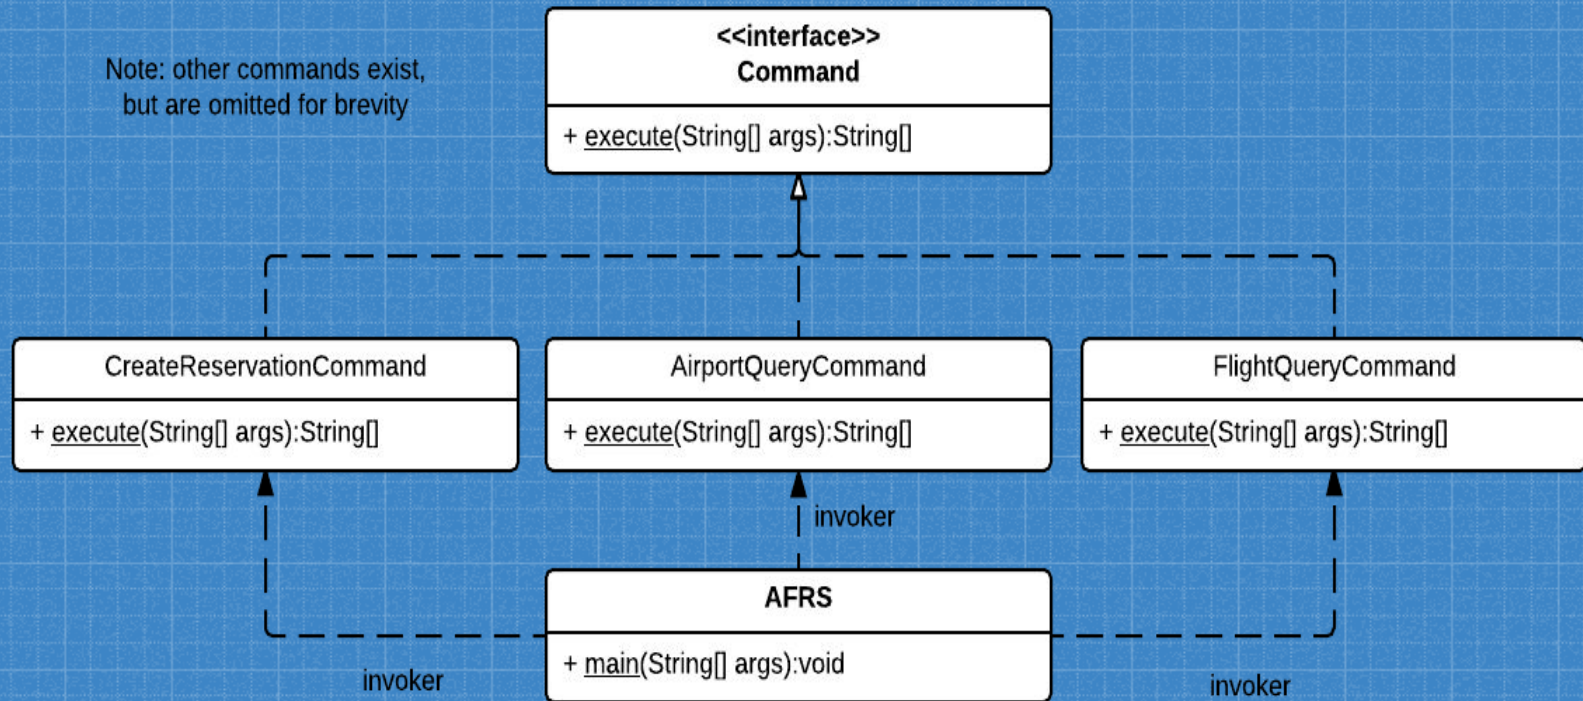 <<interface>>
Command
Note: other commands exist,
but are omitted for brevity
+ execute(String[] args):String[]
CreateReservationCommand
+ execute(String[] args):String[]
AirportQueryCommand
+ execute(String[] args):String[]
FlightQueryCommand
+ execute(String[] args):String[]
invoker
AFRS
+ main(String[] args):void
invoker
invoker